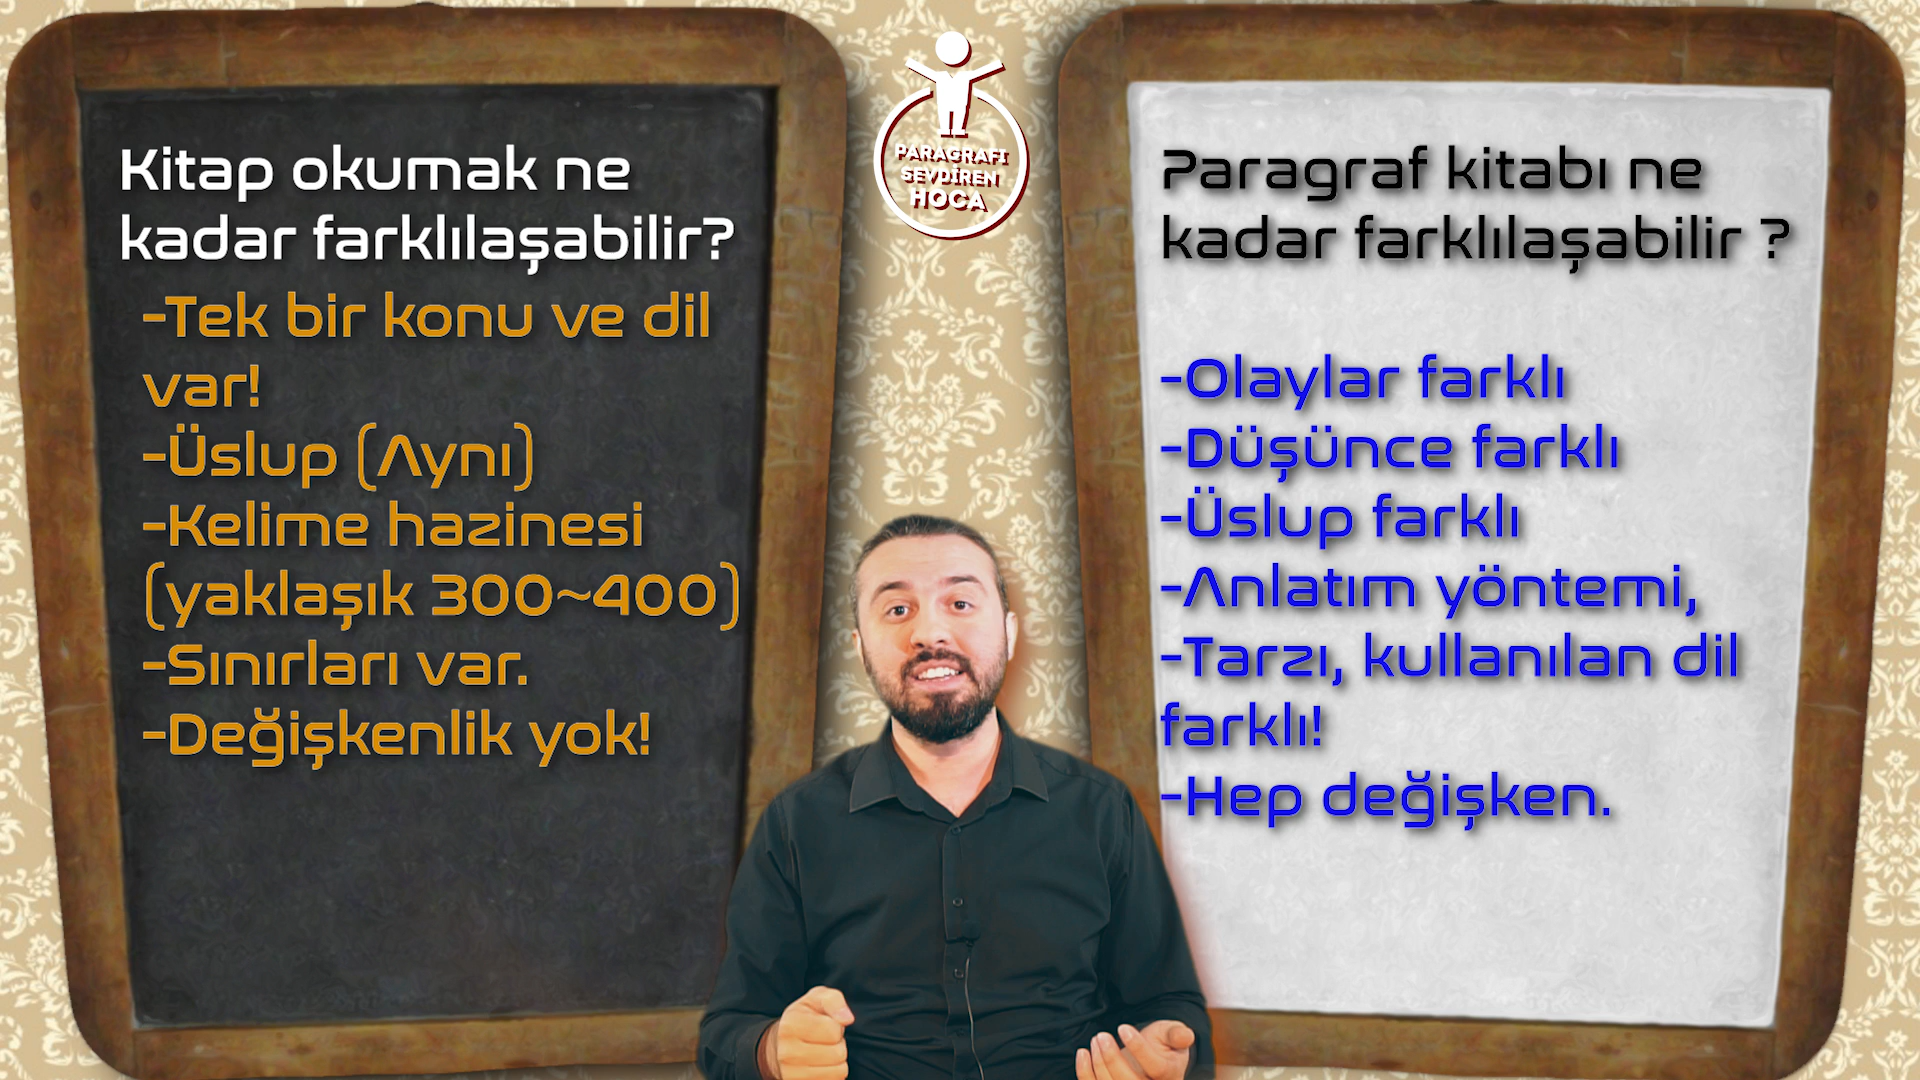 Kitap okumak ne
kadar farklılaşabilir?
-Tek bir konu ve dil
var!
-Üslup (Aynı)
-Kelime hazinesi
(yaklaşık 300~400)
-Sınırları var.
-Değişkenlik yok!
PARAGRAFI
SEVDİREN
HOCA
Paragraf kitabı ne
kadar farklılaşabilir ?
-Olaylar farklı
-Düşünce farklı
-Üslup farklı
-Anlatım yöntemi,
-Tarzı, kullanılan dil
farklı!
-Hep değişken.